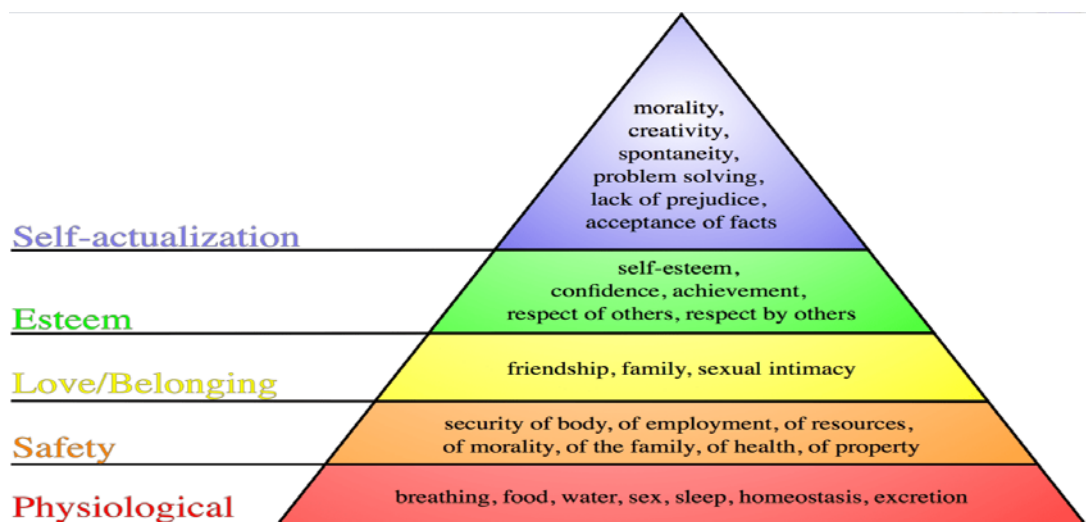 morality,
creativity,
spontaneity,
problem solving,
lack of prejudice,
acceptance of facts
Self-actualization
self-esteem,
confidence, achievement,
respect of others, respect by others
Esteem
friendship, family, sexual intimacy
Love/Belonging
security of body, of employment, of resources,
of morality, of the family, of health, of property
Safety
breathing, food, water, sex, sleep, homeostasis, excretion
Physiological